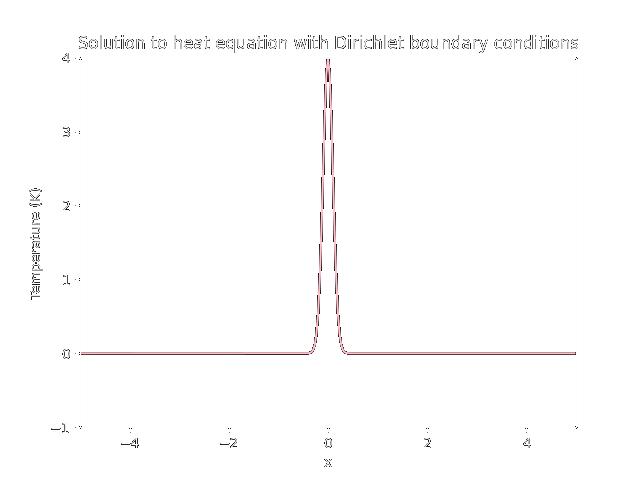 Solution to heat equation with Dirichlet boundary conditions
4
3
2
1
0
−1
Temperature (K)
−4 −2 0 2 4
x